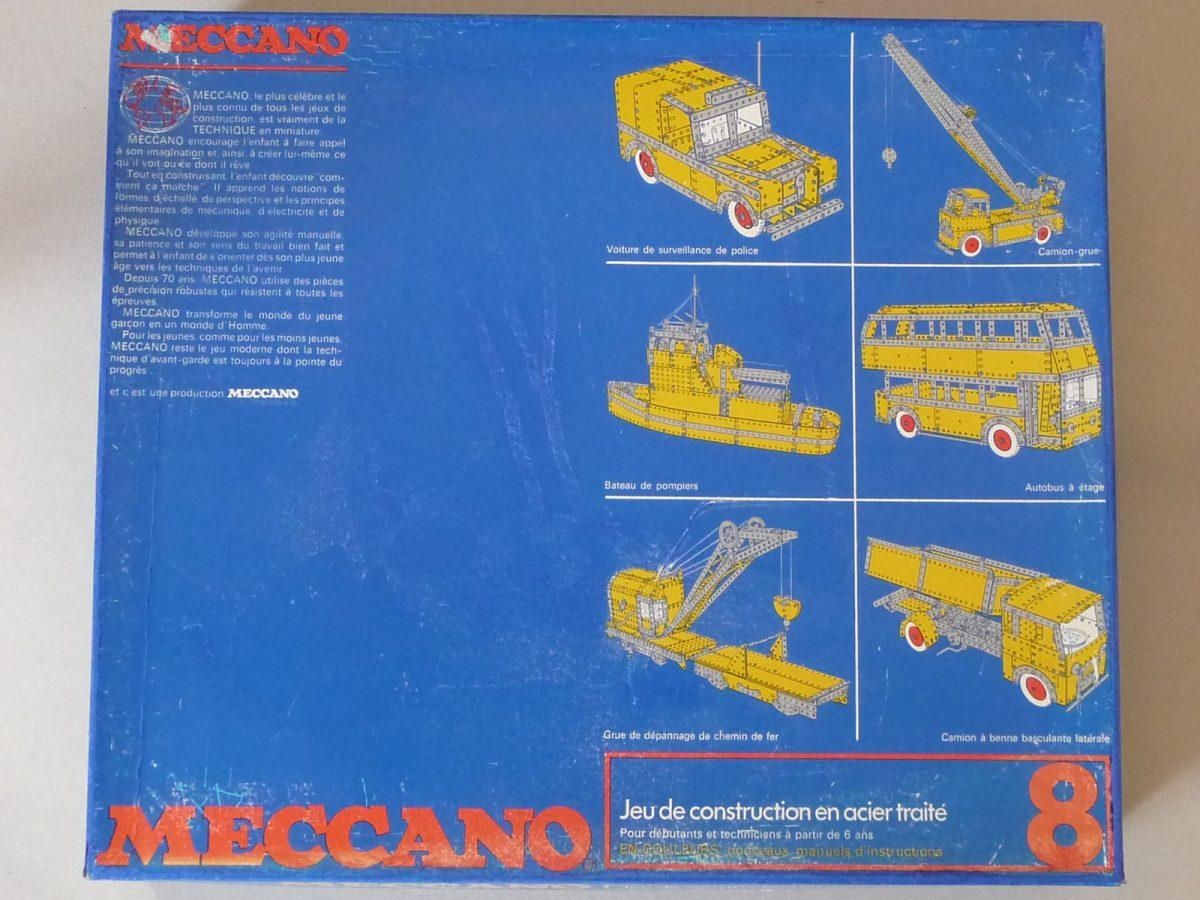 MECCANO
MECCANO, le plus célèbre et le
plus connu de tous les jeux de
construction, est vraiment de la
TECHNIQUE en miniature.
MECCANO encourage l'enfant à faire appel
à son imagination et, ainsi, à créer lui-même ce
qu'il voit ou ce dont il rêve.
Tout en construisant, l'enfant découvre "com-
ment ça marche". Il apprend les notions de
formes, d'échelle, de perspective et les principes
élémentaires de mécanique, d'électricité et de
physique.
MECCANO développe son agilité manuelle,
sa patience et son sens du travail bien fait et
permet à l'enfant de s'orienter dès son plus jeune
âge vers les techniques de l'avenir.
Depuis 70 ans, MECCANO utilise des pièces
de précision robustes qui résistent à toutes les
épreuves.
MECCANO transforme le monde du jeune
garçon en un monde d'Homme.
Pour les jeunes, comme pour les moins jeunes,
MECCANO reste le jeu moderne dont la tech-
nique d'avant-garde est toujours à la pointe du
progrès...
et c'est une production MECCANO
Voiture de surveillance de police
Camion-grue
Bateau de pompiers
Autobus à étage
Grue de dépannage de chemin de fer
Camion à benne basculante latérale
MECCANO
Jeu de construction en acier traité
Pour débutants et techniciens à partir de 6 ans
EN COULEURS, nouveaux manuels d'instructions
8